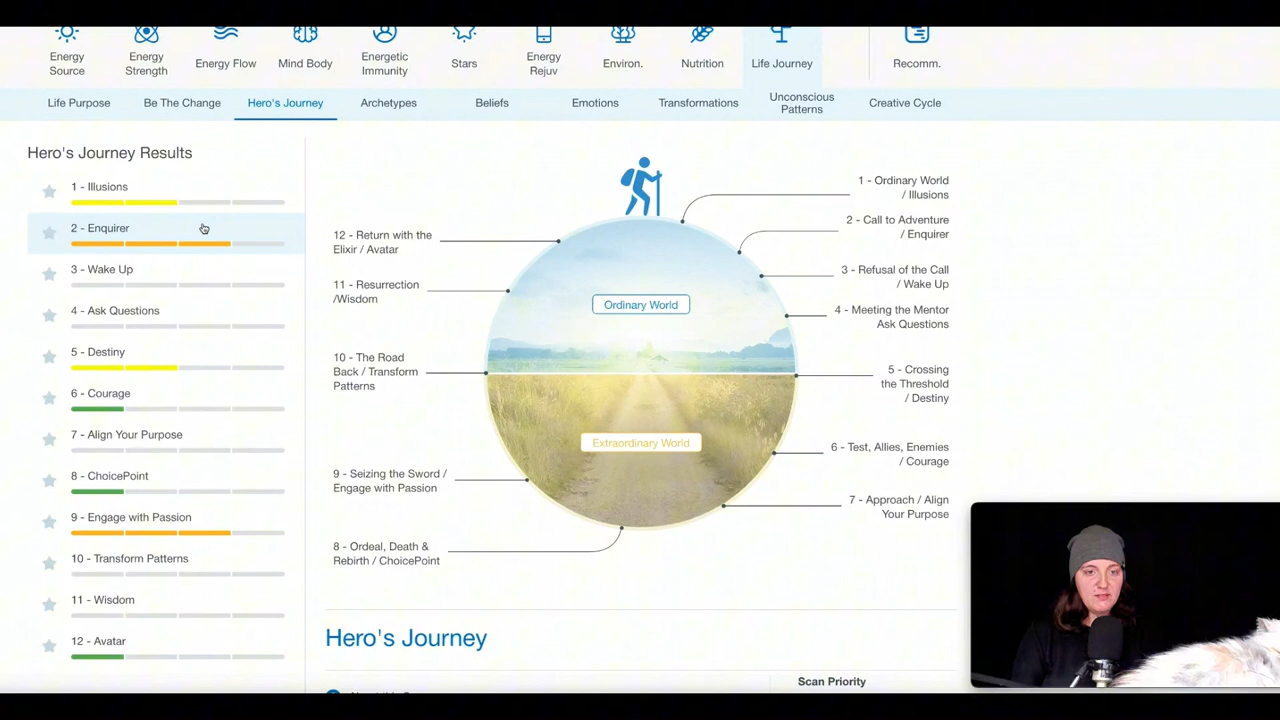 Energy
Source
Energy
Strength
Energy Flow
Mind Body
Energetic
Immunity
Stars
Energy
Rejuv
Environ.
Nutrition
Life Journey
Recomm.
Life Purpose
Be The Change
Hero's Journey
Archetypes
Beliefs
Emotions
Transformations
Unconscious
Patterns
Creative Cycle
Hero's Journey Results
1 - Illusions
2 - Enquirer
3 - Wake Up
4 - Ask Questions
5 - Destiny
6 - Courage
7 - Align Your Purpose
8 - ChoicePoint
9 - Engage with Passion
10 - Transform Patterns
11 - Wisdom
12 - Avatar
1 - Ordinary World
/ Illusions
2 - Call to Adventure
/ Enquirer
3 - Refusal of the Call
/ Wake Up
4 - Meeting the Mentor
Ask Questions
5 - Crossing
the Threshold
/ Destiny
6 - Test, Allies, Enemies
/ Courage
7 - Approach / Align
Your Purpose
8 - Ordeal, Death &
Rebirth / ChoicePoint
9 - Seizing the Sword /
Engage with Passion
10 - The Road
Back / Transform
Patterns
11 - Resurrection
/Wisdom
12 - Return with the
Elixir / Avatar
Ordinary World
Extraordinary World
Hero's Journey
Scan Priority